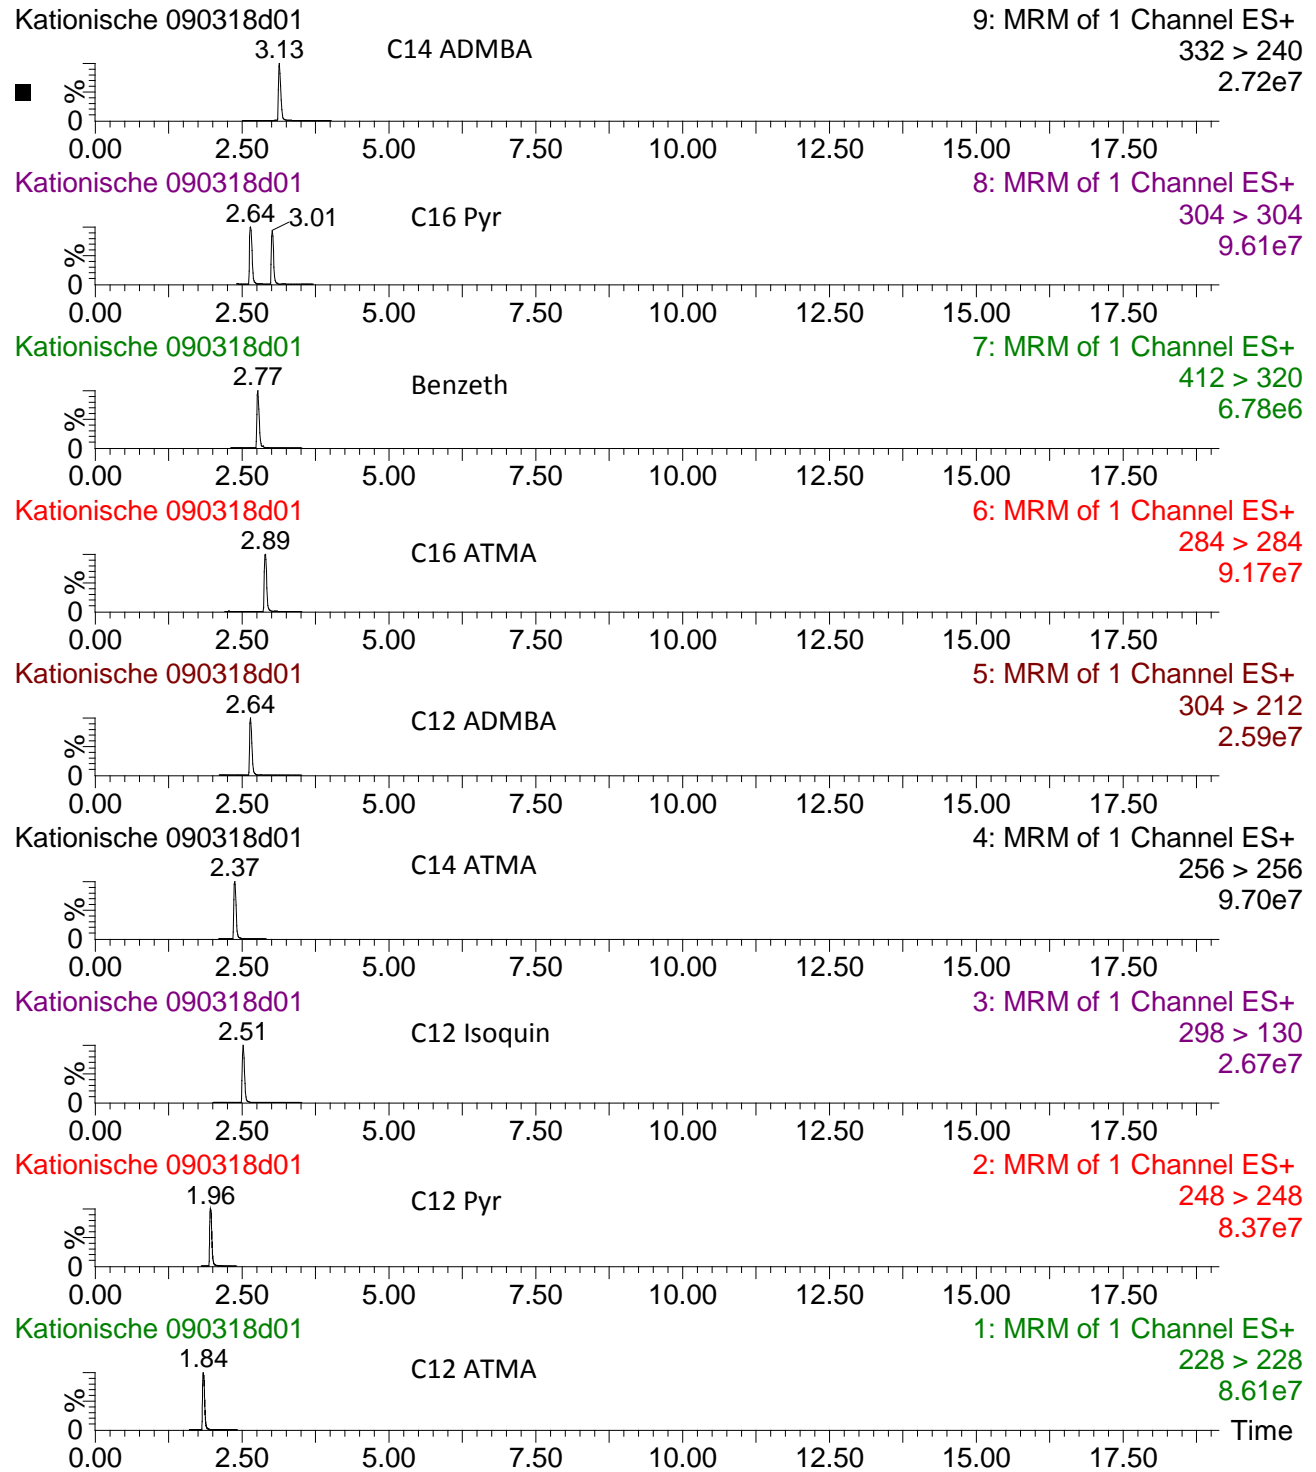 Kationische 090318d01
9: MRM of 1 Channel ES+
332 > 240
2.72e7
3.13
C14 ADMBA
%
0
0.00 2.50 5.00 7.50 10.00 12.50 15.00 17.50
Kationische 090318d01
8: MRM of 1 Channel ES+
304 > 304
9.61e7
2.64 3.01
C16 Pyr
%
0
0.00 2.50 5.00 7.50 10.00 12.50 15.00 17.50
Kationische 090318d01
7: MRM of 1 Channel ES+
412 > 320
6.78e6
2.77
Benzeth
%
0
0.00 2.50 5.00 7.50 10.00 12.50 15.00 17.50
Kationische 090318d01
6: MRM of 1 Channel ES+
284 > 284
9.17e7
2.89
C16 ATMA
%
0
0.00 2.50 5.00 7.50 10.00 12.50 15.00 17.50
Kationische 090318d01
5: MRM of 1 Channel ES+
304 > 212
2.59e7
2.64
C12 ADMBA
%
0
0.00 2.50 5.00 7.50 10.00 12.50 15.00 17.50
Kationische 090318d01
4: MRM of 1 Channel ES+
256 > 256
9.70e7
2.37
C14 ATMA
%
0
0.00 2.50 5.00 7.50 10.00 12.50 15.00 17.50
Kationische 090318d01
3: MRM of 1 Channel ES+
298 > 130
2.67e7
2.51
C12 Isoquin
%
0
0.00 2.50 5.00 7.50 10.00 12.50 15.00 17.50
Kationische 090318d01
2: MRM of 1 Channel ES+
248 > 248
8.37e7
1.96
C12 Pyr
%
0
0.00 2.50 5.00 7.50 10.00 12.50 15.00 17.50
Kationische 090318d01
1: MRM of 1 Channel ES+
228 > 228
8.61e7
1.84
C12 ATMA
%
0
Time
0.00 2.50 5.00 7.50 10.00 12.50 15.00 17.50